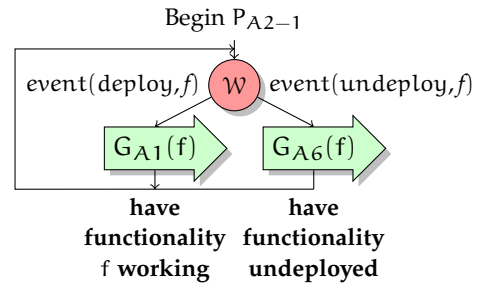 Begin P_{A2−1}
event(deploy,f) W event(undeploy,f)
G_{A1}(f) G_{A6}(f)
have have
functionality functionality
f working undeployed